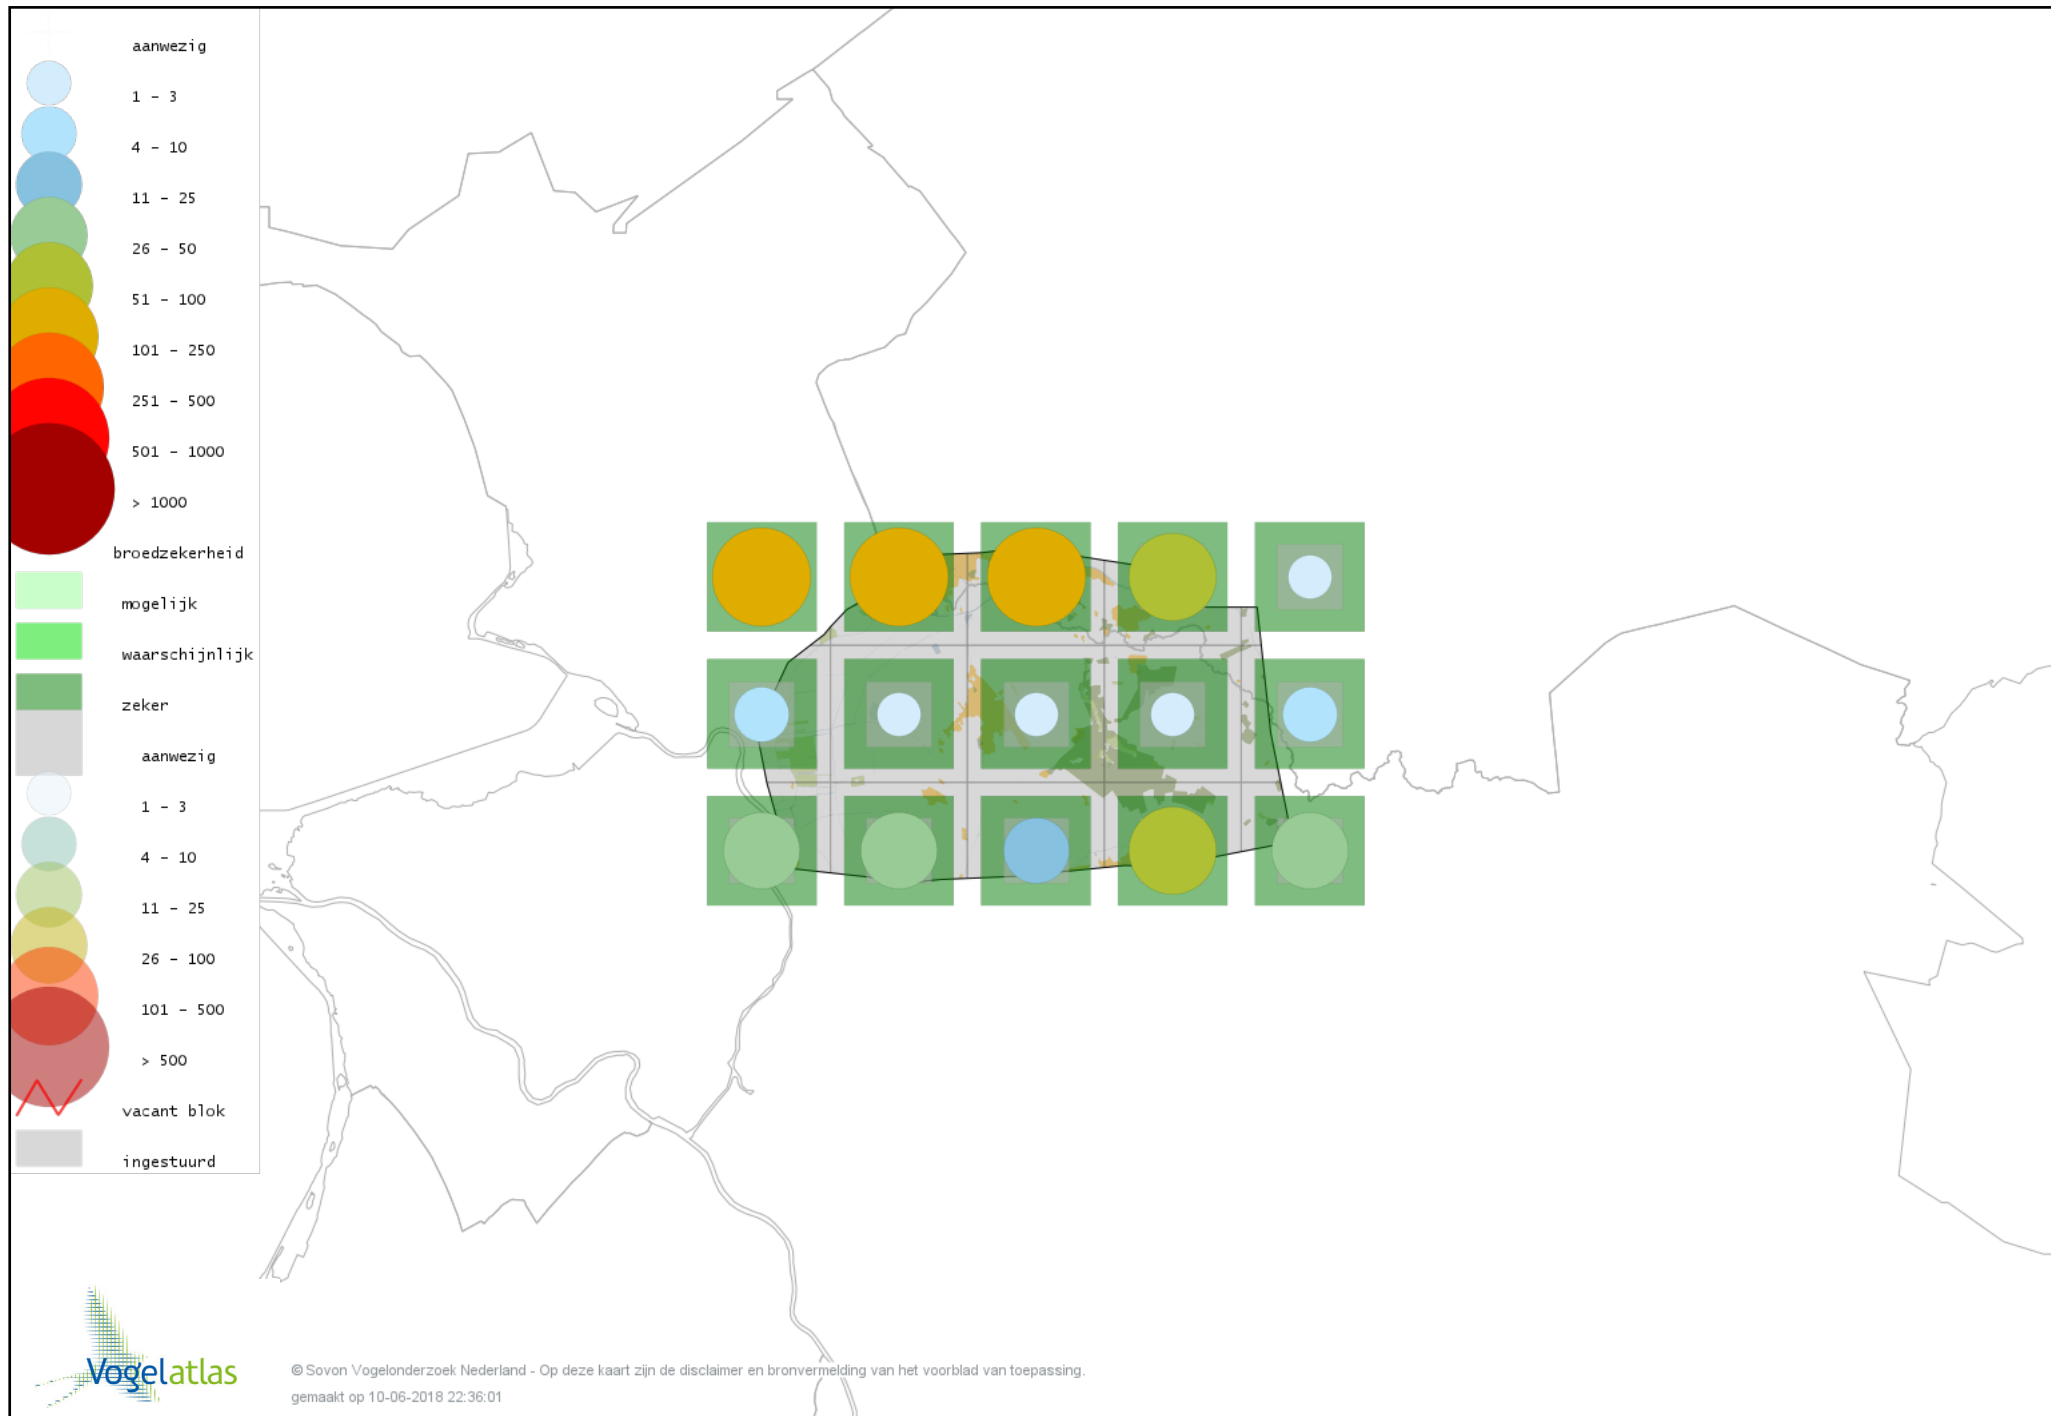 aanwezig
1 - 3
4 - 10
11 - 25
26 - 50
51 - 100
101 - 250
251 - 500
501 - 1000
> 1000
broedzekerheid
mogelijk
waarschijnlijk
zeker
aanwezig
1 - 3
4 - 10
11 - 25
26 - 100
101 - 500
> 500
vacant blok
ingestuurd
Vogelatlas
© Sovon Vogelonderzoek Nederland - Op deze kaart zijn de disclaimer en bronvermelding van het voorblad van toepassing.
gemaakt op 10-06-2018 22:36:01